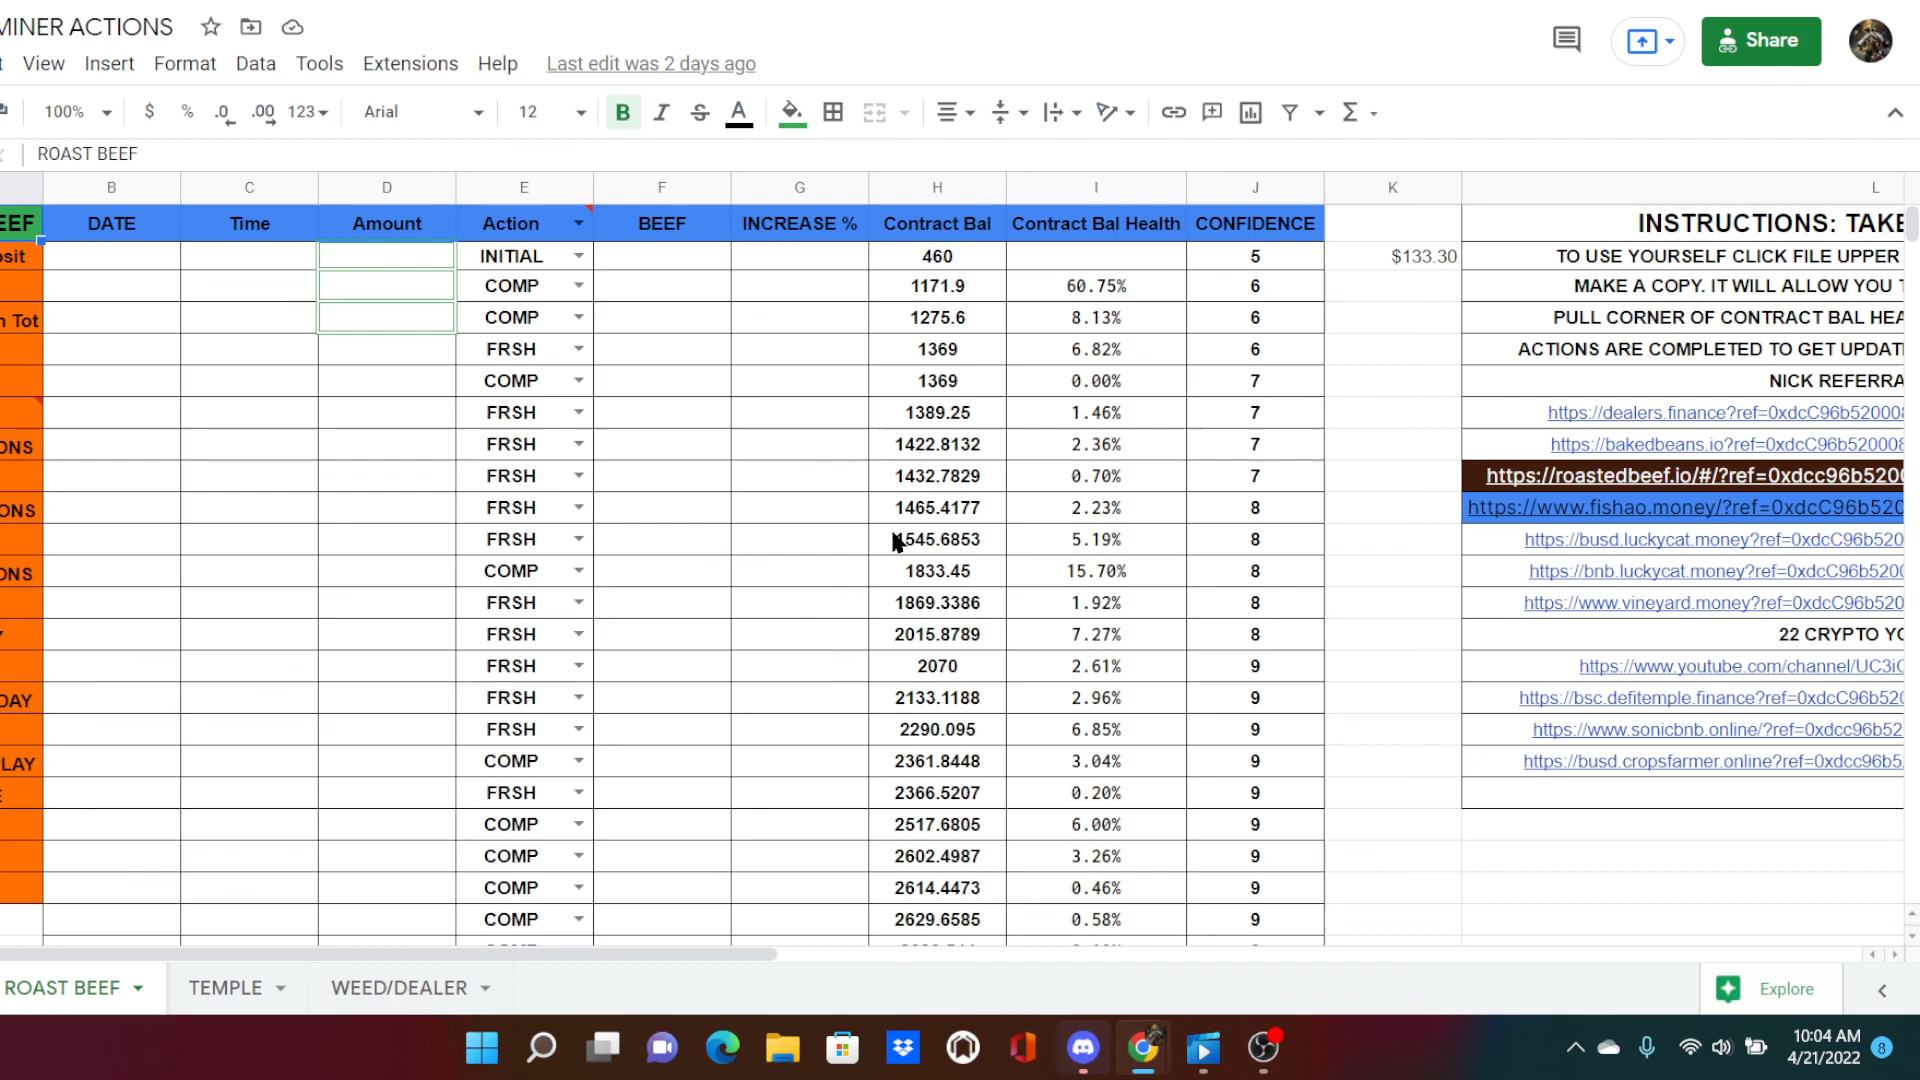 MINER ACTIONS
Share
View Insert Format Data Tools Extensions Help Last edit was 2 days ago
100% $ % .0 .00 123 Arial 12 B I S A Σ
ROAST BEEF
B C D E F G H I J K L
EEF DATE Time Amount Action BEEF INCREASE % Contract Bal Contract Bal Health CONFIDENCE INSTRUCTIONS: TAKE
osit INITIAL 460 5 $133.30 TO USE YOURSELF CLICK FILE UPPER
COMP 1171.9 60.75% 6 MAKE A COPY. IT WILL ALLOW YOU
n Tot COMP 1275.6 8.13% 6 PULL CORNER OF CONTRACT BAL HEA
FRSH 1369 6.82% 6 ACTIONS ARE COMPLETED TO GET UPDAT
COMP 1369 0.00% 7 NICK REFERRA
FRSH 1389.25 1.46% 7 https://dealers.finance?ref=0xdcC96b520008
ONS FRSH 1422.8132 2.36% 7 https://bakedbeans.io?ref=0xdcC96b520008
FRSH 1432.7829 0.70% 7 https://roastedbeef.io/#/?ref=0xdcc96b5200
ONS FRSH 1465.4177 2.23% 8 https://www.fishao.money/?ref=0xdcC96b520
FRSH 1545.6853 5.19% 8 https://busd.luckycat.money?ref=0xdcC96b520
ONS COMP 1833.45 15.70% 8 https://bnb.luckycat.money?ref=0xdcC96b520
FRSH 1869.3386 1.92% 8 https://www.vineyard.money?ref=0xdcC96b520
Y FRSH 2015.8789 7.27% 8 22 CRYPTO YO
FRSH 2070 2.61% 9 https://www.youtube.com/channel/UC3iC
DAY FRSH 2133.1188 2.96% 9 https://bsc.defitemple.finance?ref=0xdcC96b520
FRSH 2290.095 6.85% 9 https://www.sonicbnb.online/?ref=0xdcc96b52
PLAY COMP 2361.8448 3.04% 9 https://busd.cropsfarmer.online?ref=0xdcc96b5
E FRSH 2366.5207 0.20% 9
COMP 2517.6805 6.00% 9
COMP 2602.4987 3.26% 9
COMP 2614.4473 0.46% 9
COMP 2629.6585 0.58% 9
ROAST BEEF TEMPLE WEED/DEALER Explore
10:04 AM
4/21/2022 8